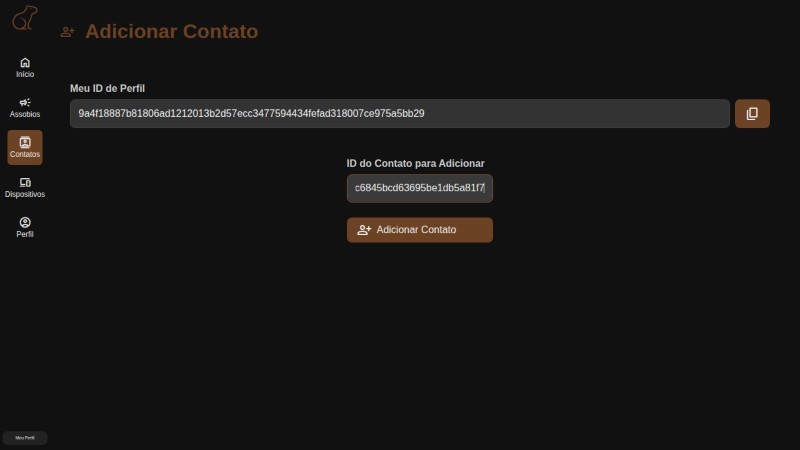 Adicionar Contato
Início
Assobios
Contatos
Dispositivos
Perfil
Meu ID de Perfil
9a4f18887b81806ad1212013b2d57ecc3477594434fefad318007ce975a5bb29
ID do Contato para Adicionar
c6845bcd63695be1db5a81f7
Adicionar Contato
Meu Perfil